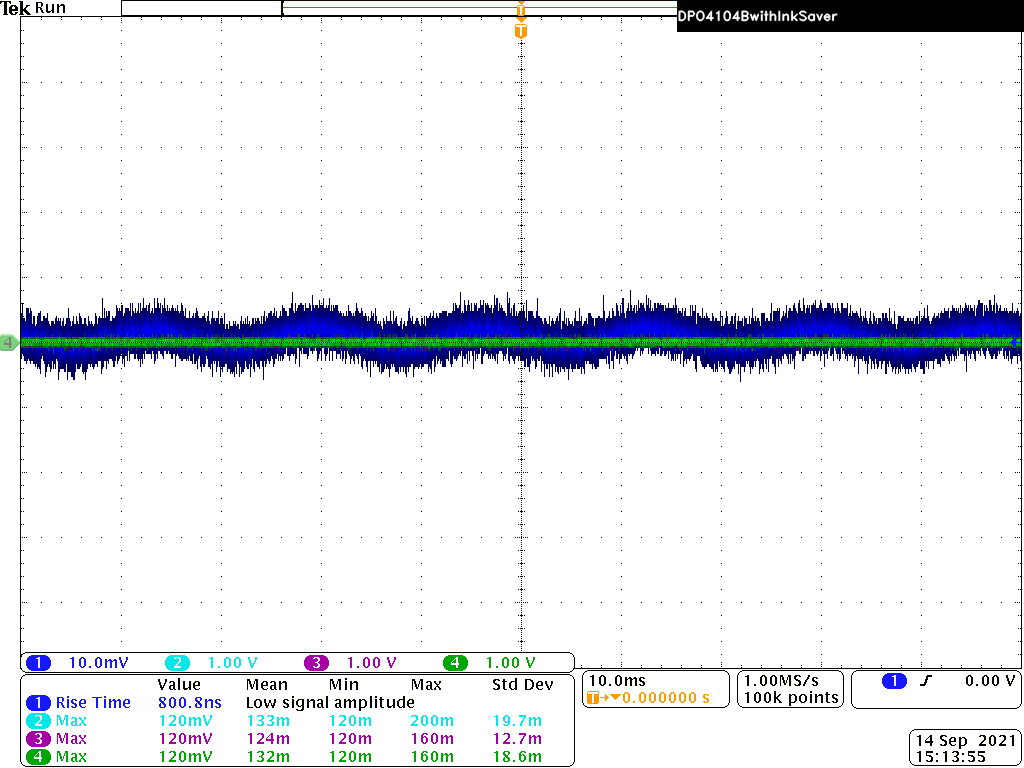 Tek Run
T
DPO4104BwithInkSaver
T
4
1 10.0mV 2 1.00 V 3 1.00 V 4 1.00 V
Value Mean Min Max Std Dev
1 Rise Time 800.8ns Low signal amplitude
2 Max 120mV 133m 120m 200m 19.7m
3 Max 120mV 124m 120m 160m 12.7m
4 Max 120mV 132m 120m 160m 18.6m
10.0ms
T→▼0.000000 s
1.00MS/s
100k points
1 0.00 V
14 Sep 2021
15:13:55